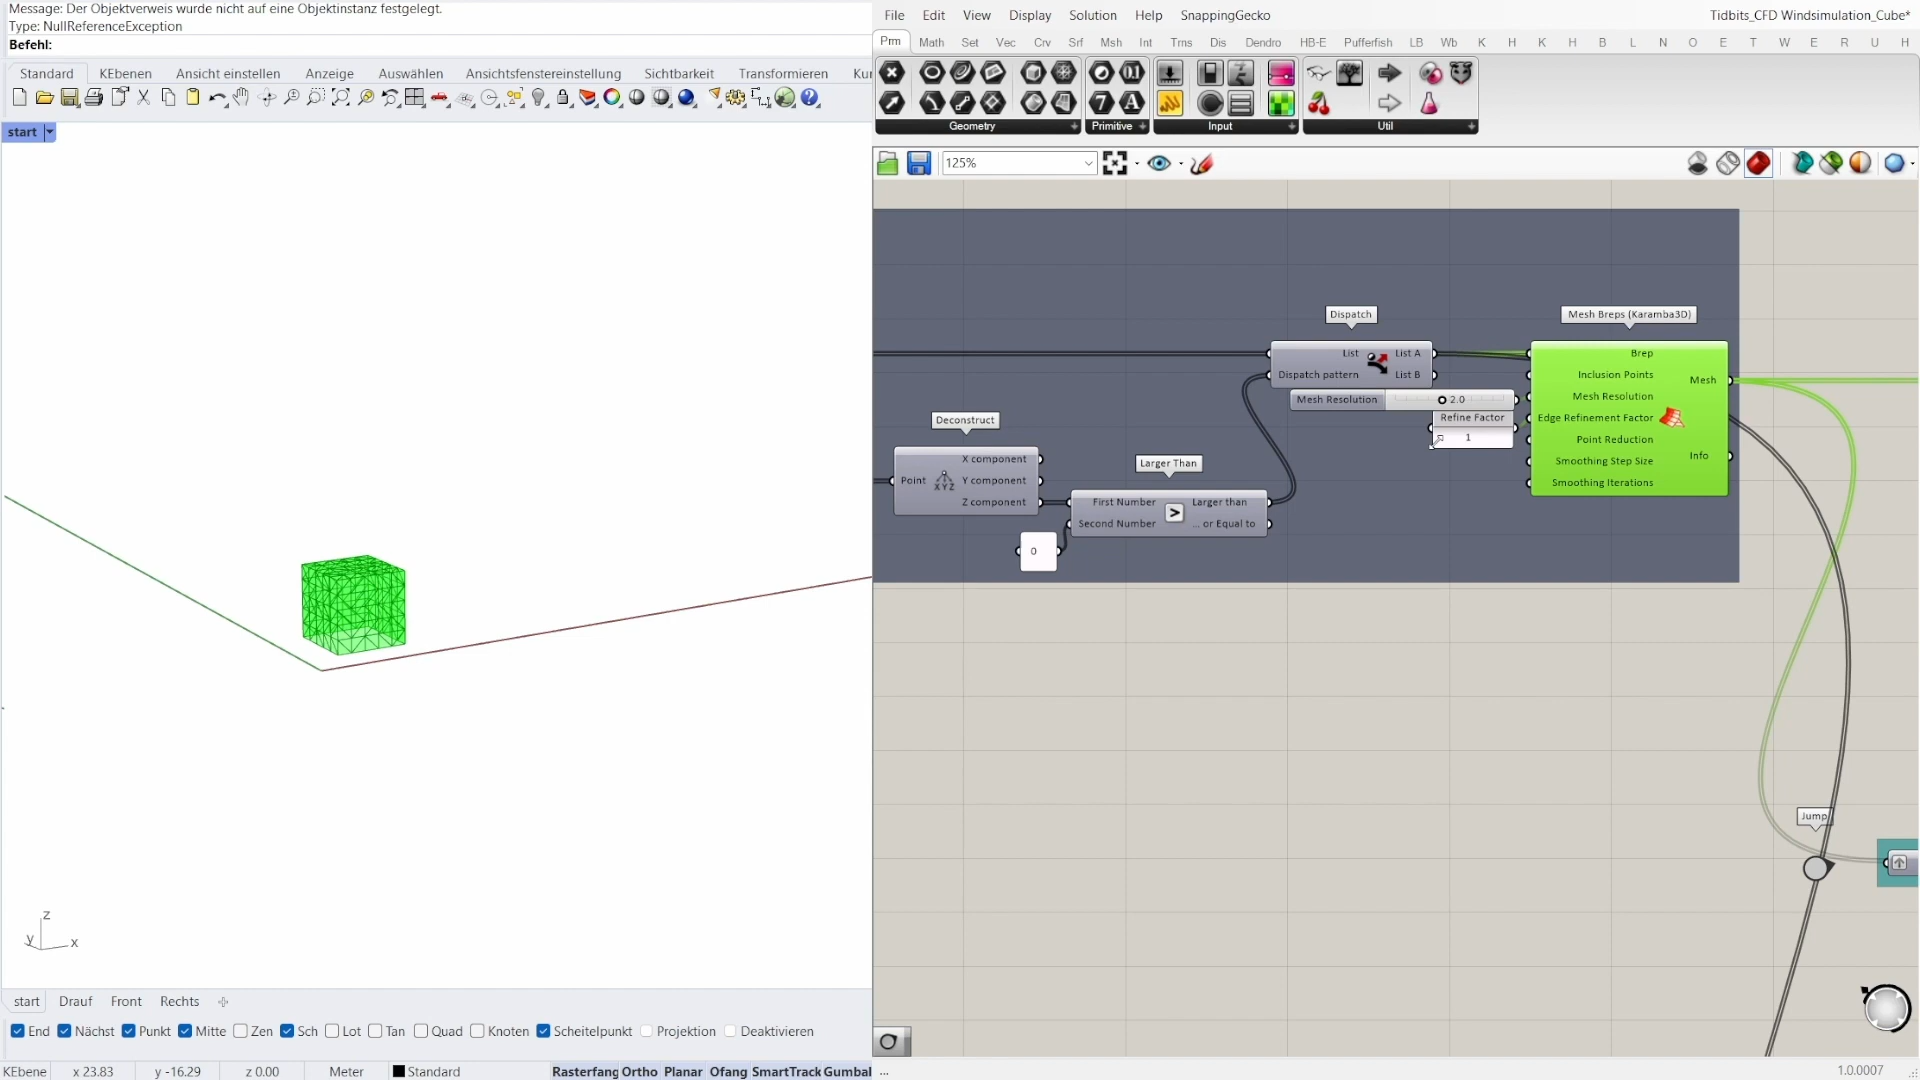 Message: Der Objektverweis wurde nicht auf eine Objektinstanz festgelegt.
Type: NullReferenceException
Befehl:
Standard KEbenen Ansicht einstellen Anzeige Auswählen Ansichtsfenstereinstellung Sichtbarkeit Transformieren Kur
start
z
y
x
start Drauf Front Rechts
End Nächst Punkt Mitte Zen Sch Lot Tan Quad Knoten Scheitelpunkt Projektion Deaktivieren
KEbene x 23.83 y -16.29 z 0.00 Meter Standard Rasterfang Ortho Planar Ofang SmartTrack Gumbal
File Edit View Display Solution Help SnappingGecko Tidbits_CFD Windsimulation_Cube*
Prm Math Set Vec Crv Srf Msh Int Trns Dis Dendro HB-E Pufferfish LB Wb K H K H B L N O E T W E R U H
Geometry Primitive Input Util
125%
Dispatch
List List A
Dispatch pattern List B
Mesh Resolution 2.0
Refine Factor
1
Mesh Breps (Karamba3D)
Brep
Inclusion Points
Mesh Resolution
Edge Refinement Factor
Point Reduction
Smoothing Step Size
Smoothing Iterations
Mesh
Info
Deconstruct
Point
X component
Y component
Z component
XYZ
Larger Than
First Number > Larger than
Second Number ... or Equal to
0
Jump
...
1.0.0007